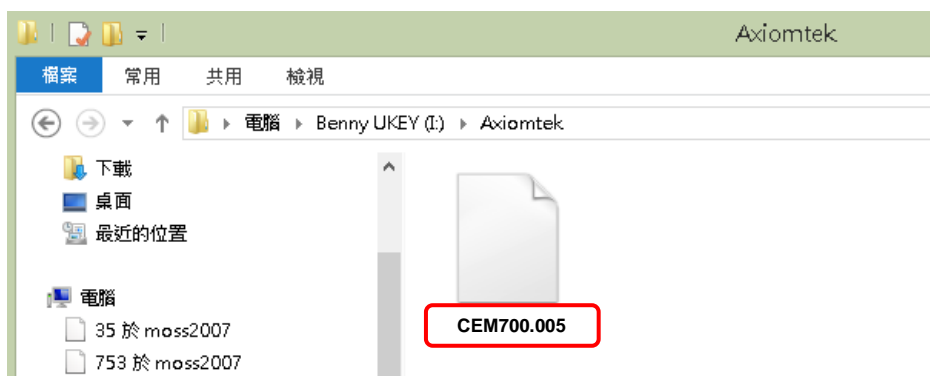 Axiomtek
檔案 常用 共用 檢視
電腦 Benny UKEY (I:) Axiomtek
下載
桌面
最近的位置
電腦
35 於 moss2007
753 於 moss2007
CEM700.005